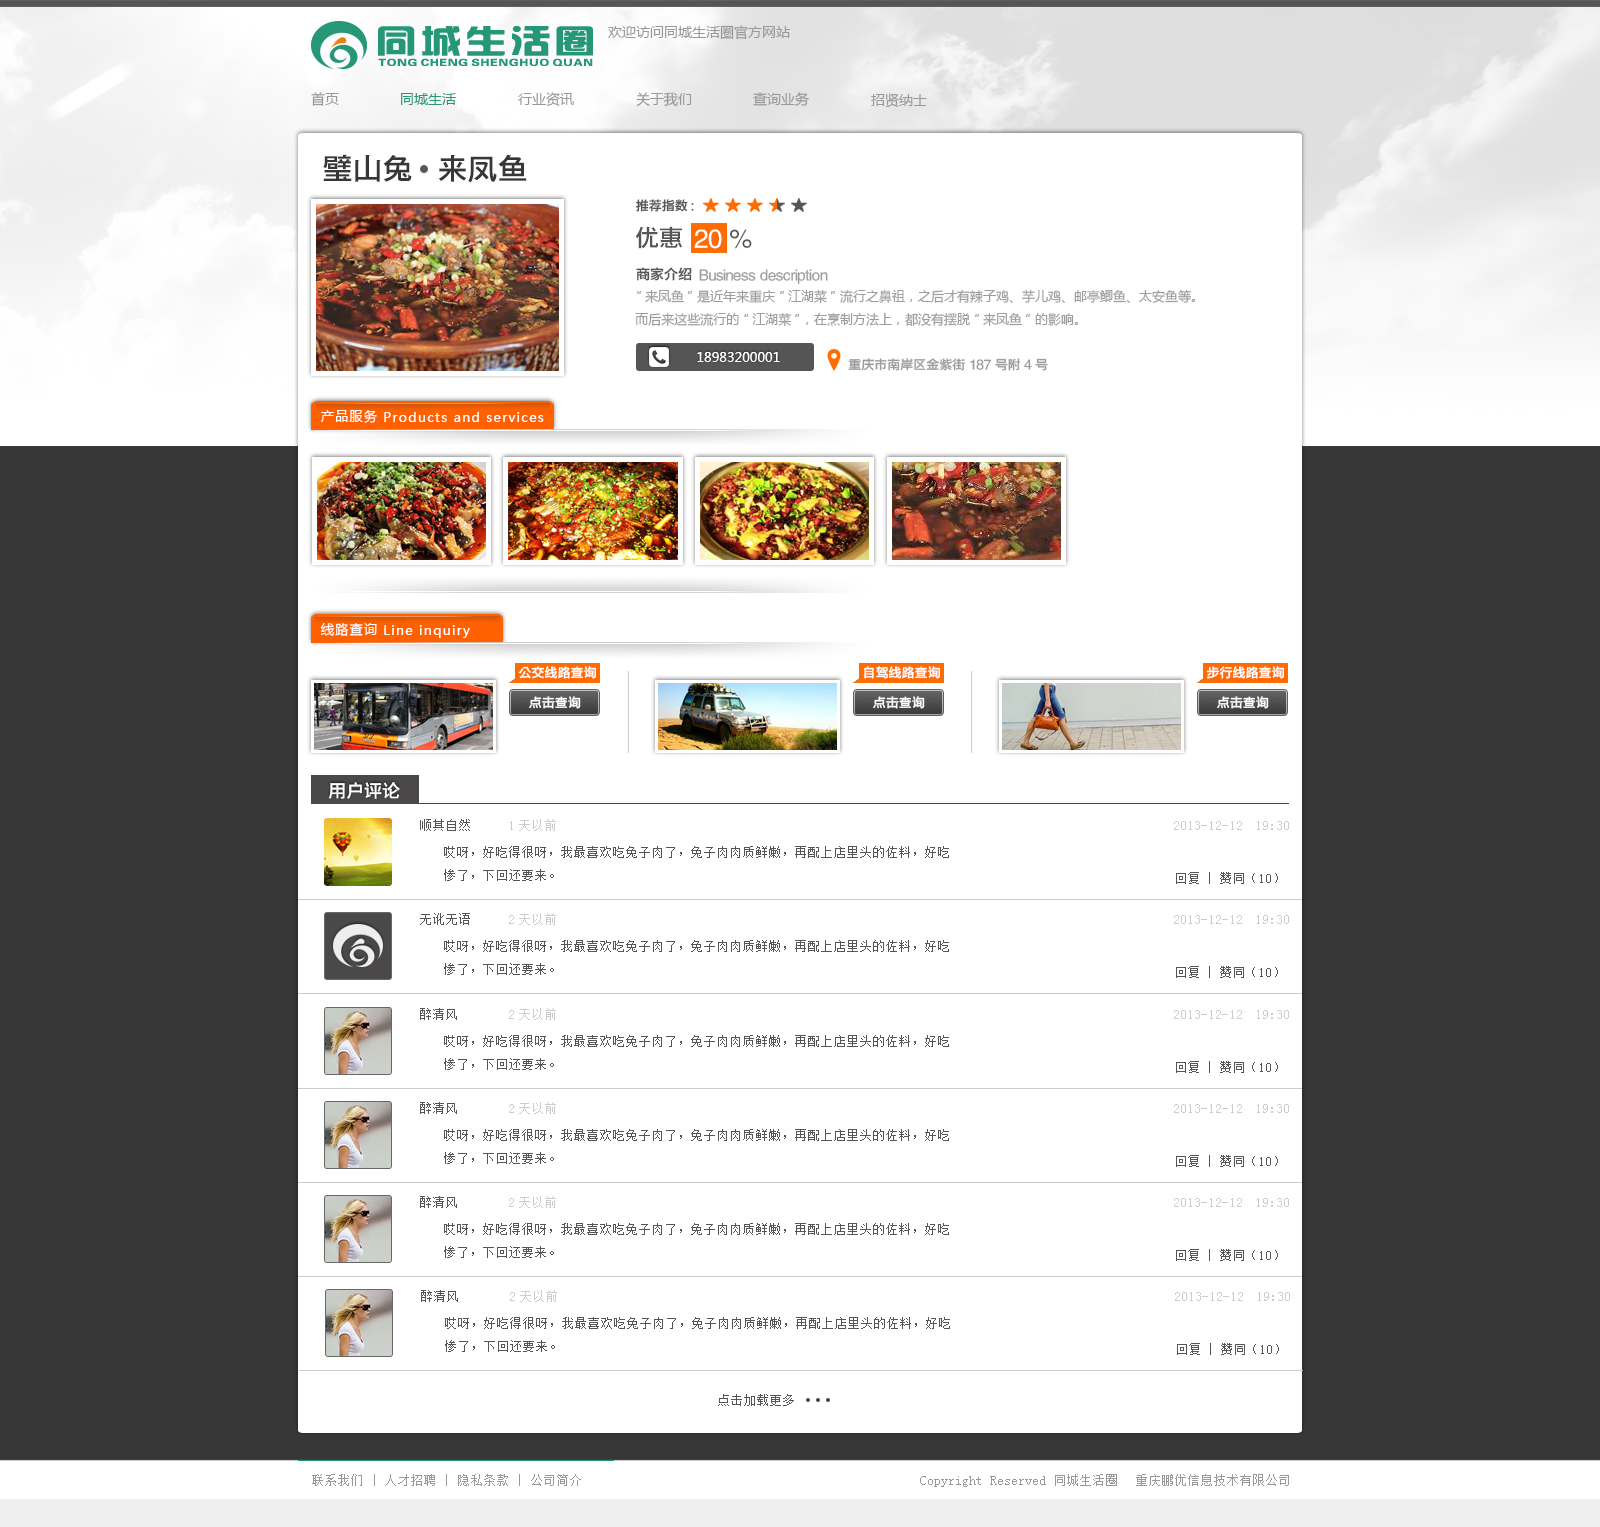 同城生活圈
TONG CHENG SHENGHUO QUAN
欢迎访问同城生活圈官方网站
首页 同城生活 行业资讯 关于我们 查询业务 招贤纳士
璧山兔·来凤鱼
推荐指数：
优惠 20 %
商家介绍 Business description
“来凤鱼”是近年来重庆“江湖菜”流行之鼻祖，之后才有辣子鸡、芋儿鸡、邮亭鲫鱼、太安鱼等。
而后来这些流行的“江湖菜”，在烹制方法上，都没有摆脱“来凤鱼”的影响。
18983200001 重庆市南岸区金紫街 187 号附 4 号
产品服务 Products and services
线路查询 Line inquiry
公交线路查询 自驾线路查询 步行线路查询
点击查询 点击查询 点击查询
用户评论
顺其自然 1 天以前 2013-12-12 19:30
哎呀，好吃得很呀，我最喜欢吃兔子肉了，兔子肉肉质鲜嫩，再配上店里头的佐料，好吃
惨了，下回还要来。
回复 | 赞同（10）
无讹无语 2 天以前 2013-12-12 19:30
哎呀，好吃得很呀，我最喜欢吃兔子肉了，兔子肉肉质鲜嫩，再配上店里头的佐料，好吃
惨了，下回还要来。
回复 | 赞同（10）
醉清风 2 天以前 2013-12-12 19:30
哎呀，好吃得很呀，我最喜欢吃兔子肉了，兔子肉肉质鲜嫩，再配上店里头的佐料，好吃
惨了，下回还要来。
回复 | 赞同（10）
醉清风 2 天以前 2013-12-12 19:30
哎呀，好吃得很呀，我最喜欢吃兔子肉了，兔子肉肉质鲜嫩，再配上店里头的佐料，好吃
惨了，下回还要来。
回复 | 赞同（10）
醉清风 2 天以前 2013-12-12 19:30
哎呀，好吃得很呀，我最喜欢吃兔子肉了，兔子肉肉质鲜嫩，再配上店里头的佐料，好吃
惨了，下回还要来。
回复 | 赞同（10）
醉清风 2 天以前 2013-12-12 19:30
哎呀，好吃得很呀，我最喜欢吃兔子肉了，兔子肉肉质鲜嫩，再配上店里头的佐料，好吃
惨了，下回还要来。
回复 | 赞同（10）
点击加载更多 •••
联系我们 | 人才招聘 | 隐私条款 | 公司简介 Copyright Reserved 同城生活圈 重庆鹏优信息技术有限公司